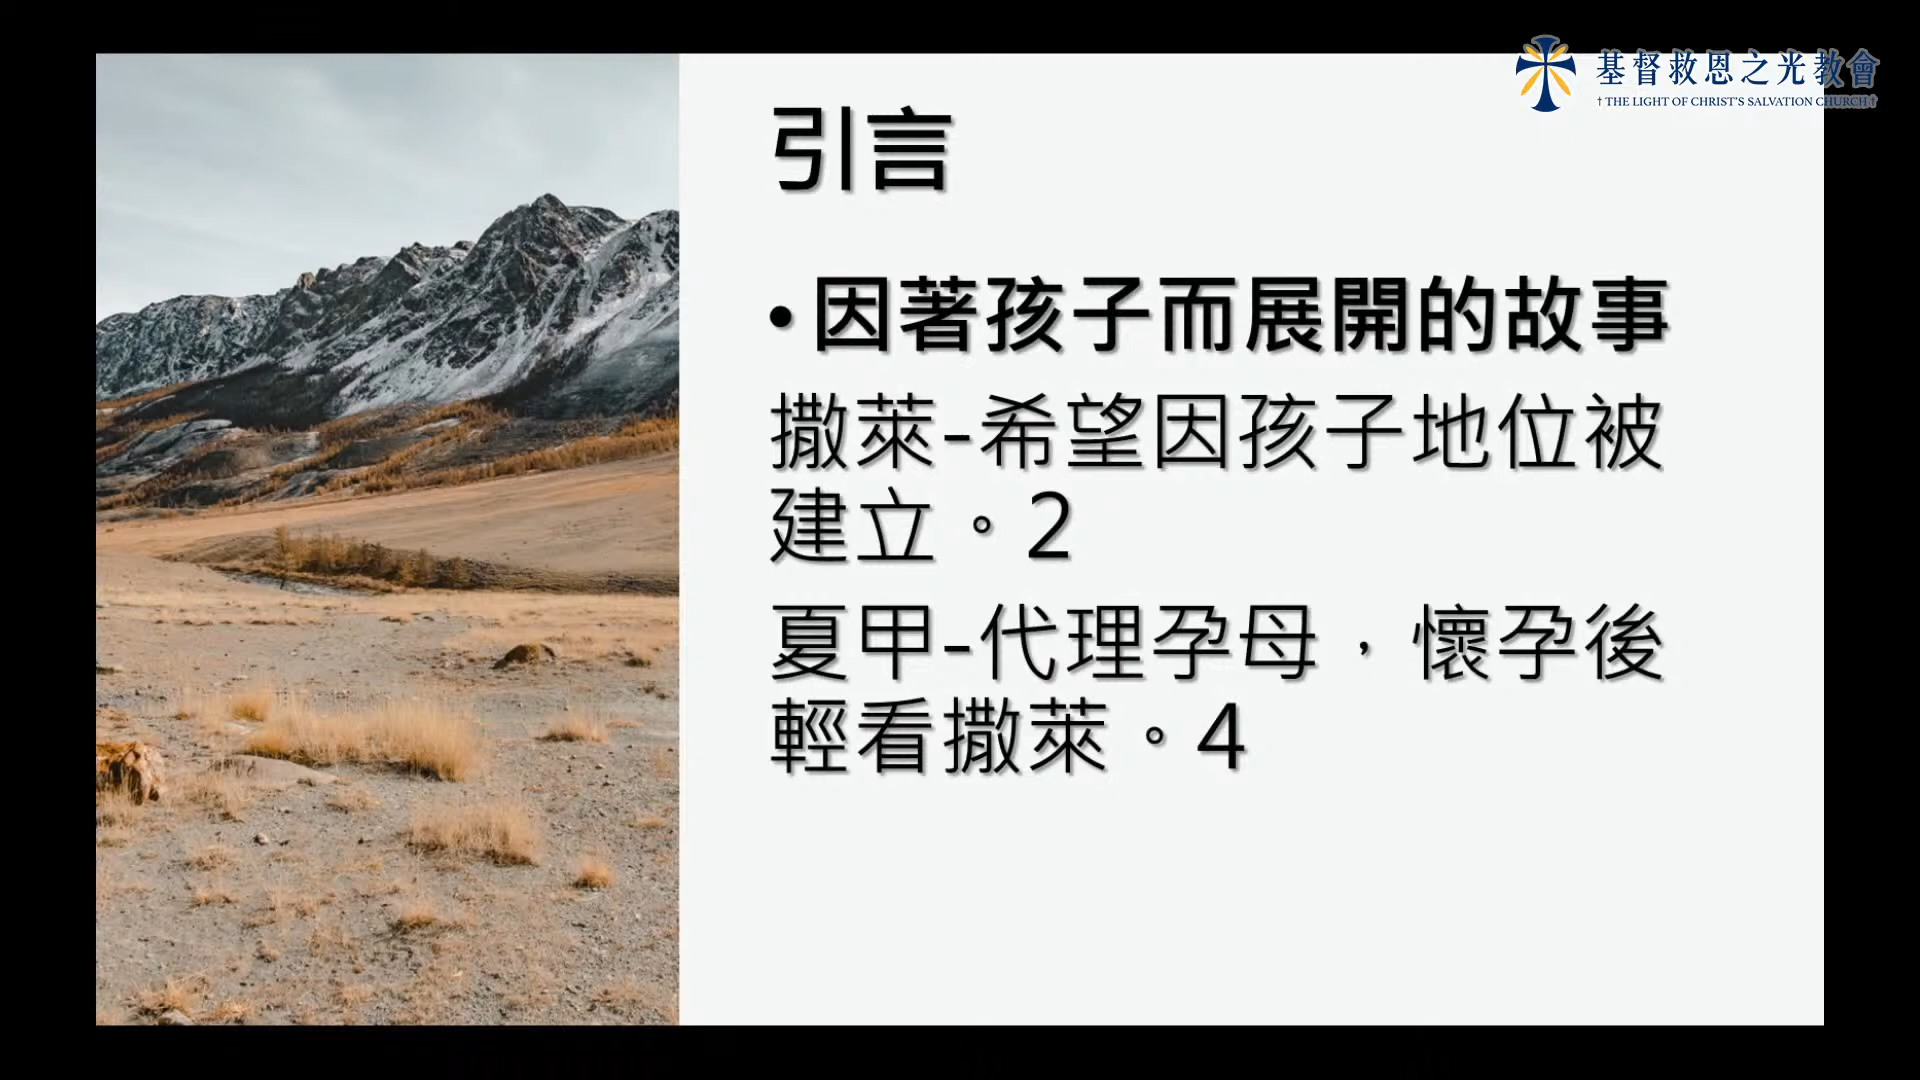 基督救恩之光教會
†THE LIGHT OF CHRIST'S SALVATION CHURCH†
引言
•因著孩子而展開的故事
撒萊-希望因孩子地位被
建立。2
夏甲-代理孕母，懷孕後
輕看撒萊。4